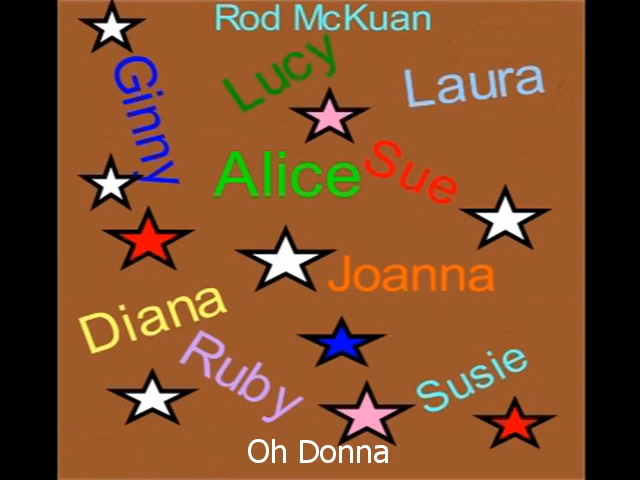 Rod McKuan
Ginny
Lucy
Laura
Alice
Sue
Joanna
Diana
Ruby
Susie
Oh Donna